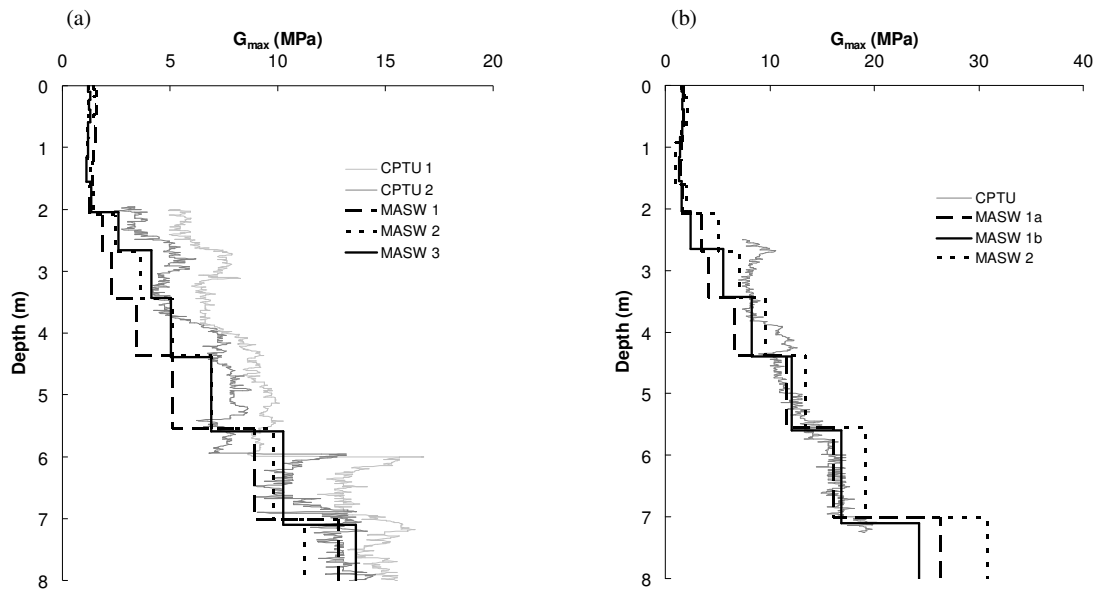 (a)
G_max (MPa)
0 5 10 15 20
0
1
2
3
4
5
6
7
8
Depth (m)
CPTU 1
CPTU 2
MASW 1
MASW 2
MASW 3
(b)
G_max (MPa)
0 10 20 30 40
0
1
2
3
4
5
6
7
8
Depth (m)
CPTU
MASW 1a
MASW 1b
MASW 2